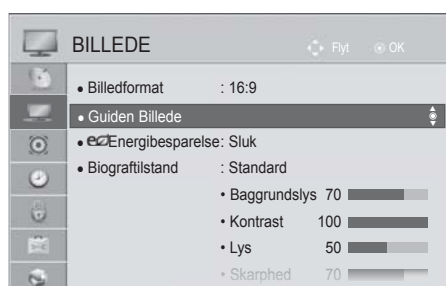 BILLEDE Flyt OK
• Billedformat : 16:9
• Guiden Billede
• eco Energibesparelse: Sluk
• Biograftilstand : Standard
• Baggrundslys 70
• Kontrast 100
• Lys 50
• Skarphed 70